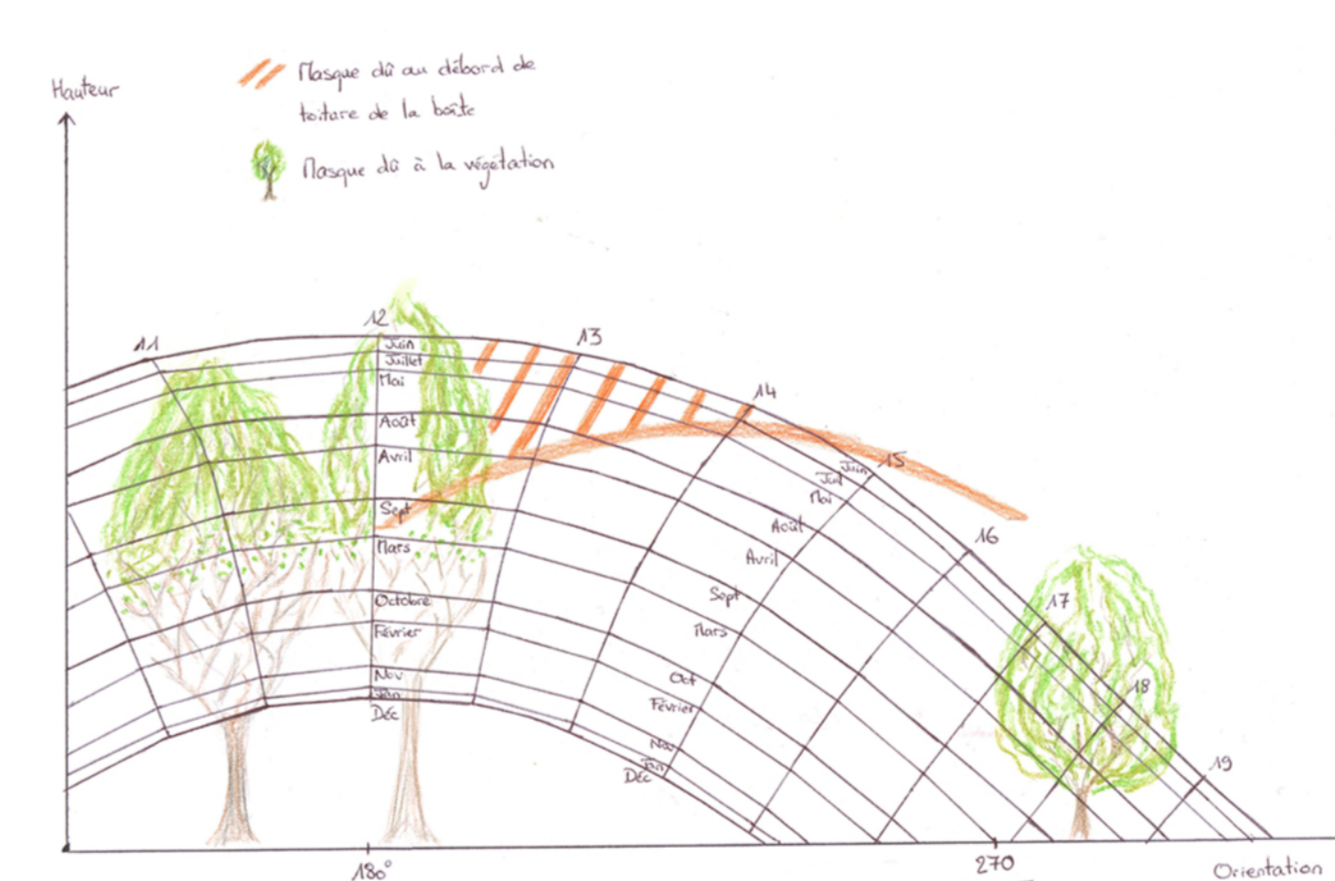 Hauteur
Masque dû au débord de
toiture de la boîte
Masque dû à la végétation
11
12
13
14
15
16
17
18
19
Juin
Juillet
Mai
Août
Avril
Sept
Mars
Octobre
Février
Nov
Jan
Déc
Juin
Juil
Mai
Août
Avril
Sept
Mars
Oct
Février
Nov
Jan
Déc
180°
270
Orientation